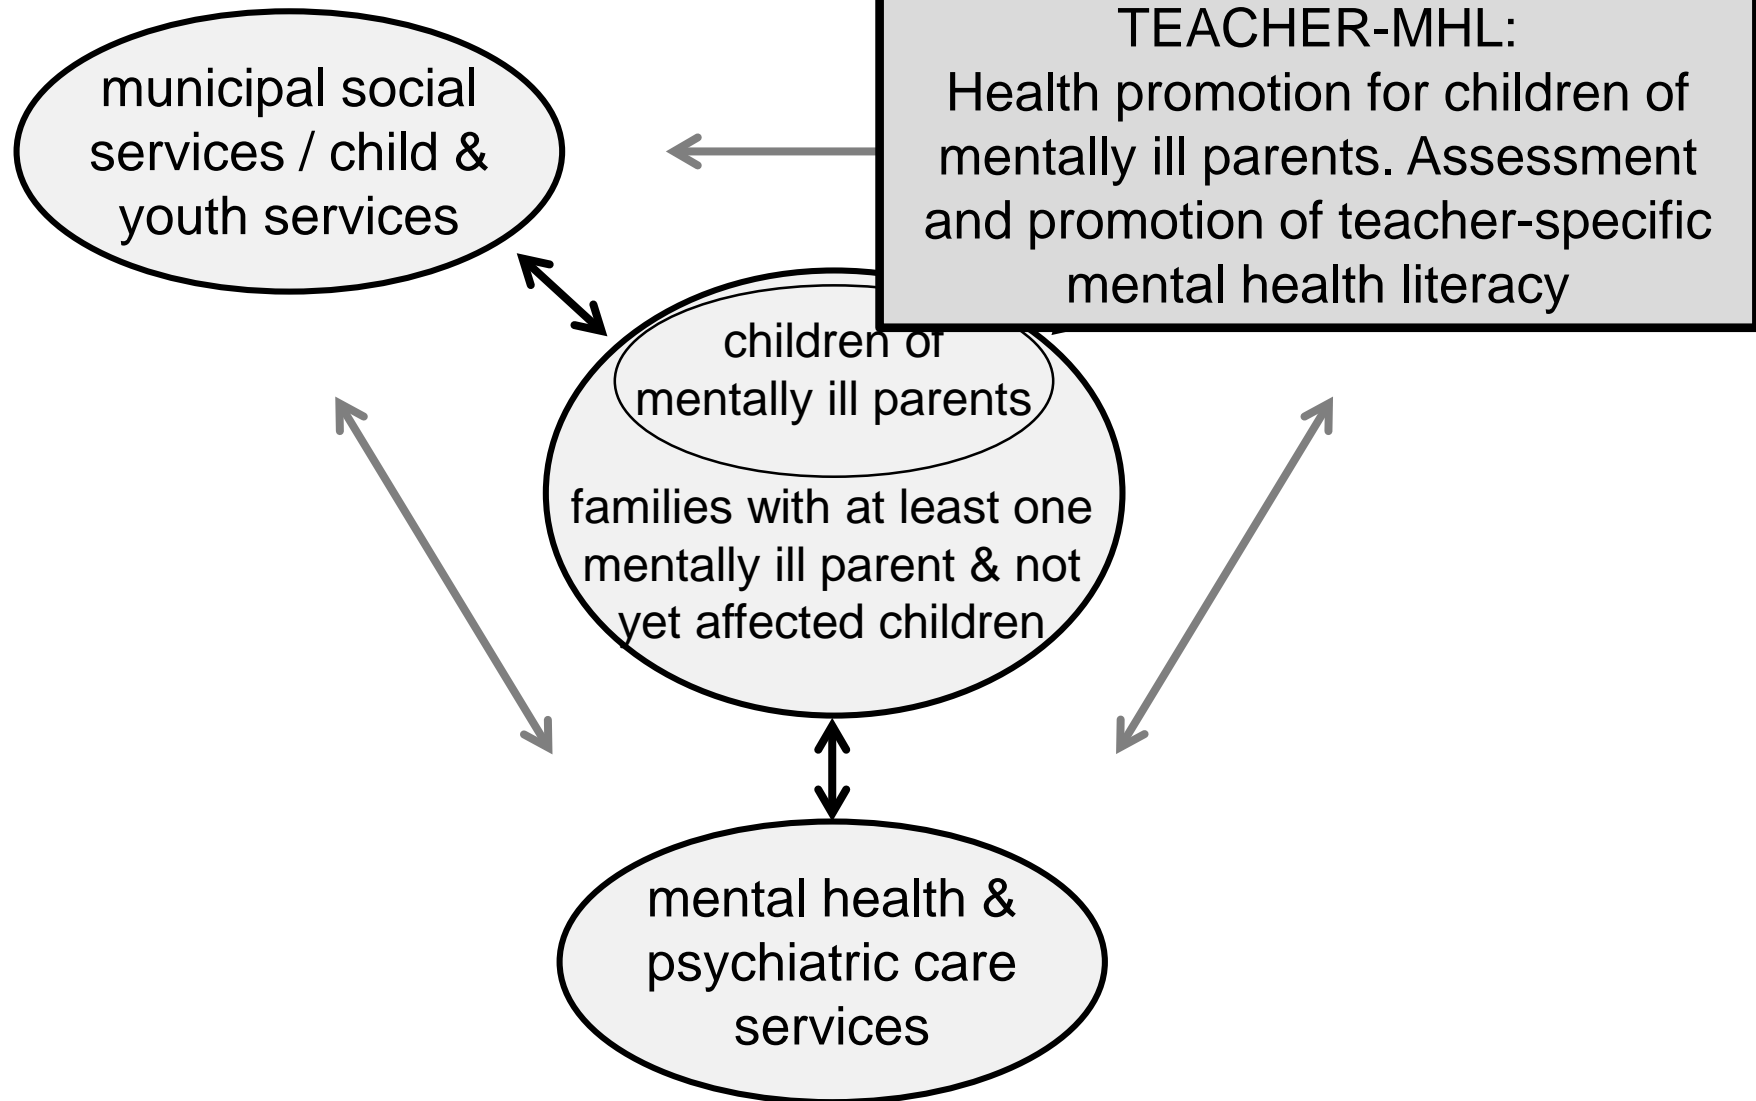 municipal social
services / child &
youth services
TEACHER-MHL:
Health promotion for children of
mentally ill parents. Assessment
and promotion of teacher-specific
mental health literacy
children of
mentally ill parents
families with at least one
mentally ill parent & not
yet affected children
mental health &
psychiatric care
services